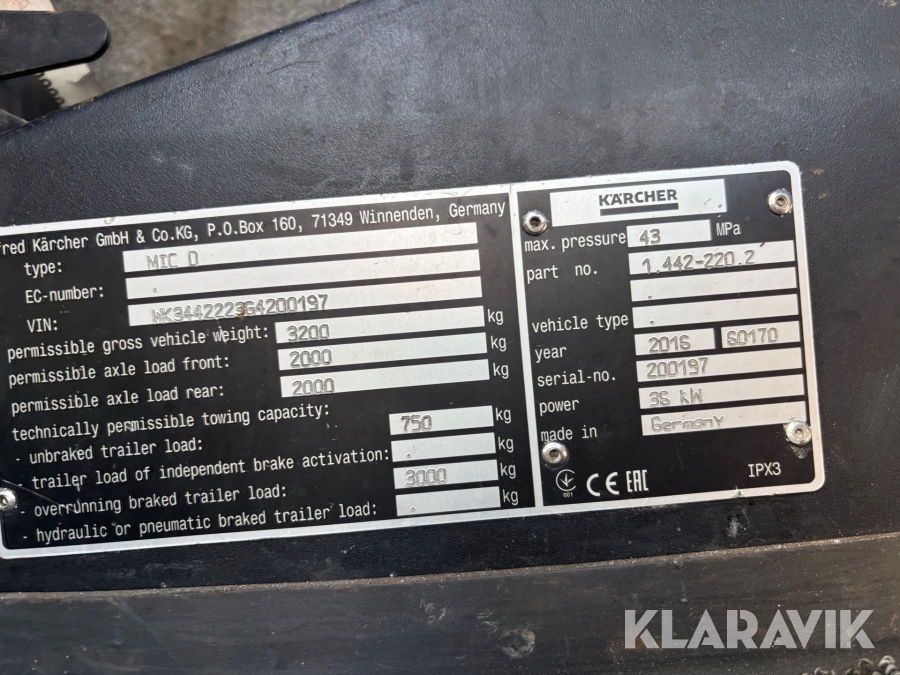 fred Kärcher GmbH & Co.KG, P.O.Box 160, 71349 Winnenden, Germany
type: MIC O
EC-number: .
VIN: WK3442223G4200197
permissible gross vehicle weight: 3200 kg
permissible axle load front: 2000 kg
permissible axle load rear: 2000 kg
technically permissible towing capacity:
- unbraked trailer load: 750 kg
- trailer load of independent brake activation: . kg
- overrunning braked trailer load: 3000 kg
- hydraulic or pneumatic braked trailer load: . kg
KÄRCHER
max. pressure 43 MPa
part no. 1.442-220.2
vehicle type .
year 2016 60170
serial-no. 200197
power 36 kW
made in Germany
001 CE EAC IPX3
KLARAVIK